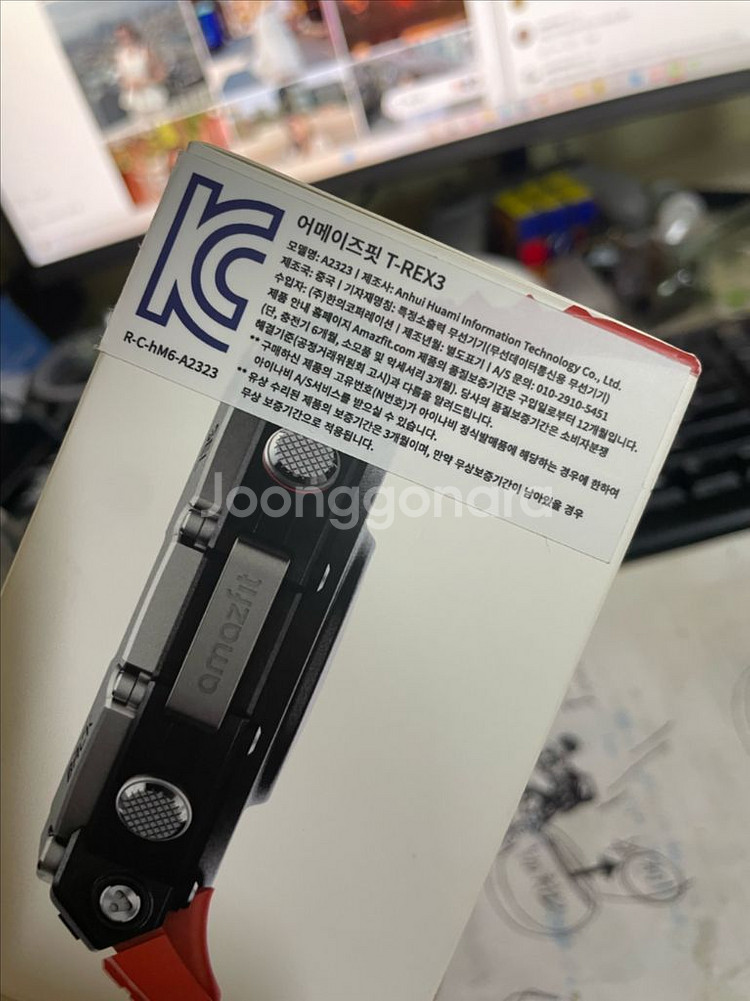 어메이즈핏 T-REX3
모델명: A2323 | 제조사: Anhui Huami Information Technology Co., Ltd.
제조국: 중국 | 기자재명칭: 특정소출력 무선기기(무선데이터통신용 무선기기)
수입자: (주)한의코퍼레이션 | 제조년월: 별도표기 | A/S 문의: 010-2910-5451
제품 안내 홈페이지 Amazfit.com 제품의 품질보증기간은 구입일로부터 12개월입니다.
(단, 충전기 6개월, 소모품 및 악세서리 3개월). 당사의 품질보증기간은 소비자분쟁
해결기준(공정거래위원회 고시)과 다름을 알려드립니다.
** 구매하신 제품의 고유번호(N번호)가 아이나비 정식발매품에 해당하는 경우에 한하여
아이나비 A/S서비스를 받으실 수 있습니다.
** 유상 수리된 제품의 보증기간은 3개월이며, 만약 무상보증기간이 남아있을 경우
무상 보증기간으로 적용됩니다.
R-C-hM6-A2323
Joonggonara
amazfit
BACK